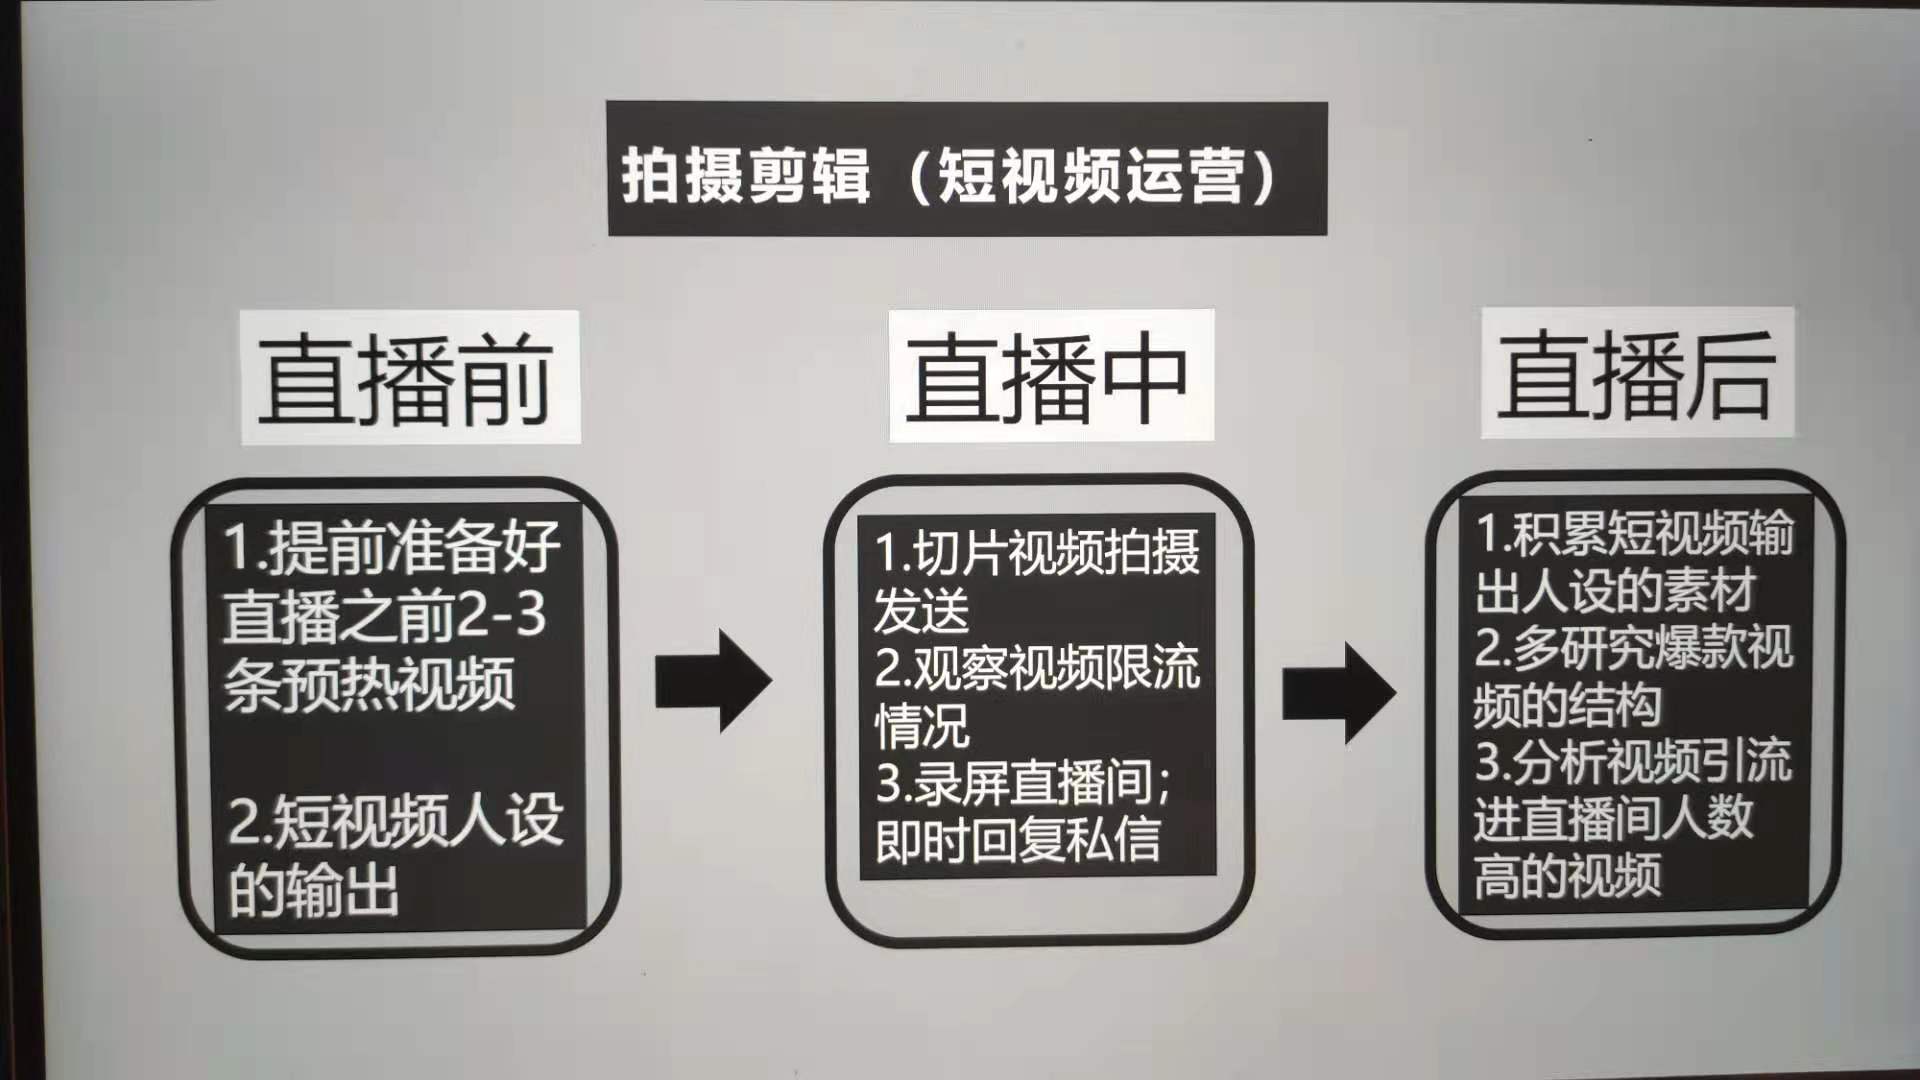 拍摄剪辑（短视频运营）
直播前
1.提前准备好
直播之前2-3
条预热视频
2.短视频人设
的输出
直播中
1.切片视频拍摄
发送
2.观察视频限流
情况
3.录屏直播间；
即时回复私信
直播后
1.积累短视频输
出人设的素材
2.多研究爆款视
频的结构
3.分析视频引流
进直播间人数
高的视频